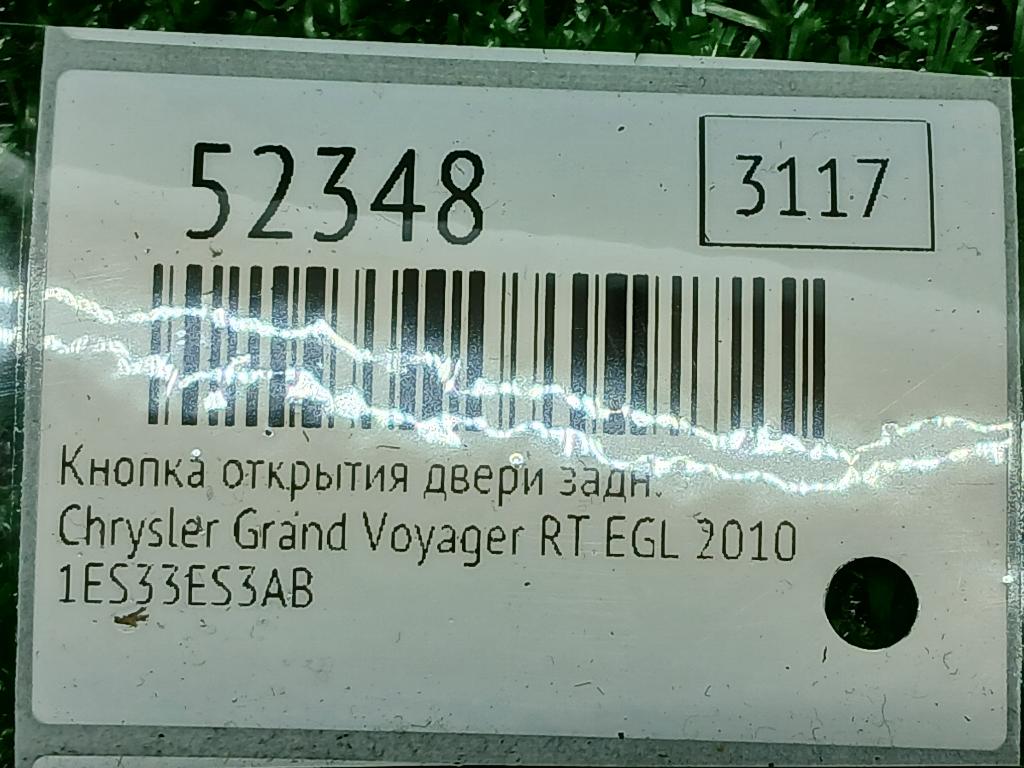 52348
3117
Кнопка открытия двери задн.
Chrysler Grand Voyager RT EGL 2010
1ES33ES3AB